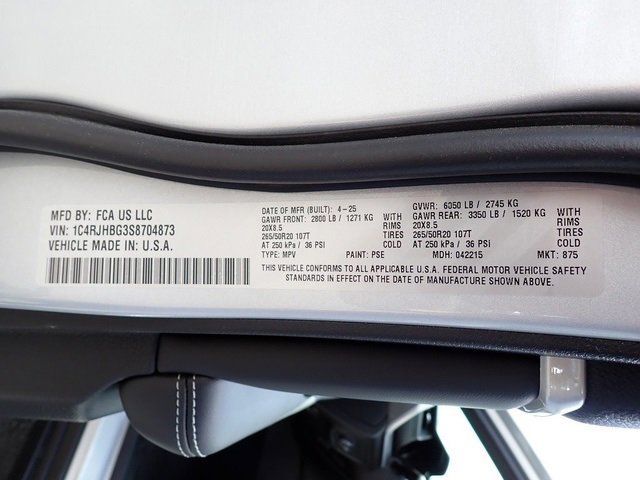 MFD BY: FCA US LLC
VIN: 1C4RJHBG3S8704873
VEHICLE MADE IN: U.S.A.
DATE OF MFR (BUILT): 4-25 GVWR: 6050 LB / 2745 KG
GAWR FRONT: 2800 LB / 1271 KG WITH GAWR REAR: 3350 LB / 1520 KG WITH
20X8.5 RIMS 20X8.5 RIMS
265/50R20 107T TIRES 265/50R20 107T TIRES
AT 250 kPa / 36 PSI COLD AT 250 kPa / 36 PSI COLD
TYPE: MPV PAINT: PSE MDH: 042215 MKT: 875
THIS VEHICLE CONFORMS TO ALL APPLICABLE U.S.A. FEDERAL MOTOR VEHICLE SAFETY
STANDARDS IN EFFECT ON THE DATE OF MANUFACTURE SHOWN ABOVE.